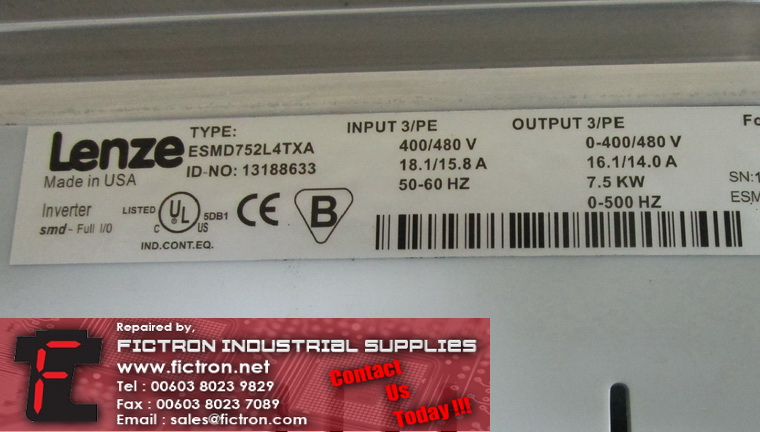 Lenze
Made in USA
Inverter
smd - Full I/0
TYPE:
ESMD752L4TXA
ID-NO: 13188633
LISTED
UL
C
US
5DB1
CE
B
IND.CONT.EQ.
INPUT 3/PE
400/480 V
18.1/15.8 A
50-60 HZ
OUTPUT 3/PE
0-400/480 V
16.1/14.0 A
7.5 KW
0-500 HZ
SN:
Repaired by,
FICTRON INDUSTRIAL SUPPLIES
www.fictron.net
Tel : 00603 8023 9829
Fax : 00603 8023 7089
Email : sales@fictron.com
Contact
Us
Today !!!